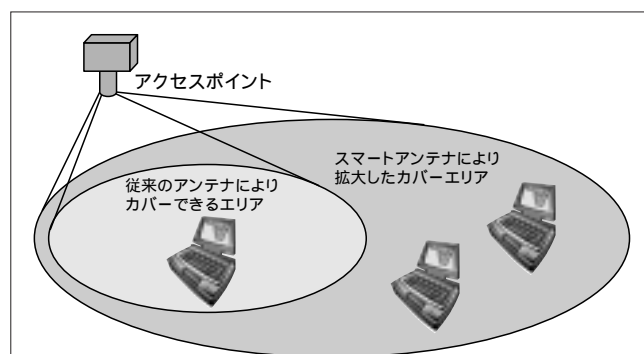 アクセスポイント
スマートアンテナにより
拡大したカバーエリア
従来のアンテナにより
カバーできるエリア